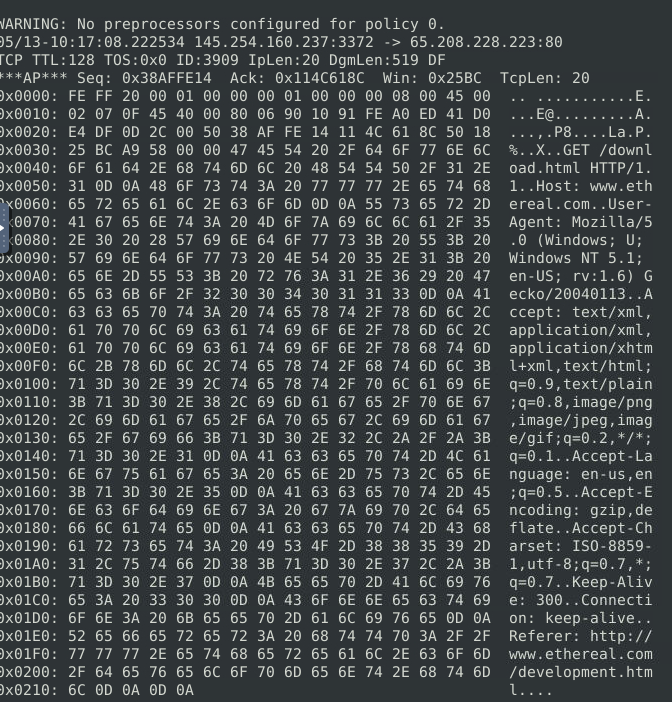 WARNING: No preprocessors configured for policy 0.
05/13-10:17:08.222534 145.254.160.237:3372 -> 65.208.228.223:80
TCP TTL:128 TOS:0x0 ID:3909 IpLen:20 DgmLen:519 DF
***AP*** Seq: 0x38AFFE14  Ack: 0x114C618C  Win: 0x25BC  TcpLen: 20
0x0000: FE FF 20 00 01 00 00 00 01 00 00 00 08 00 45 00  .. ...........E.
0x0010: 02 07 0F 45 40 00 80 06 90 10 91 FE A0 ED 41 D0  ...E@.........A.
0x0020: E4 DF 0D 2C 00 50 38 AF FE 14 11 4C 61 8C 50 18  ...,.P8....La.P.
0x0030: 25 BC A9 58 00 00 47 45 54 20 2F 64 6F 77 6E 6C  %..X..GET /downl
0x0040: 6F 61 64 2E 68 74 6D 6C 20 48 54 54 50 2F 31 2E  oad.html HTTP/1.
0x0050: 31 0D 0A 48 6F 73 74 3A 20 77 77 77 2E 65 74 68  1..Host: www.eth
0x0060: 65 72 65 61 6C 2E 63 6F 6D 0D 0A 55 73 65 72 2D  ereal.com..User-
0x0070: 41 67 65 6E 74 3A 20 4D 6F 7A 69 6C 6C 61 2F 35  Agent: Mozilla/5
0x0080: 2E 30 20 28 57 69 6E 64 6F 77 73 3B 20 55 3B 20  .0 (Windows; U; 
0x0090: 57 69 6E 64 6F 77 73 20 4E 54 20 35 2E 31 3B 20  Windows NT 5.1; 
0x00A0: 65 6E 2D 55 53 3B 20 72 76 3A 31 2E 36 29 20 47  en-US; rv:1.6) G
0x00B0: 65 63 6B 6F 2F 32 30 30 34 30 31 31 33 0D 0A 41  ecko/20040113..A
0x00C0: 63 63 65 70 74 3A 20 74 65 78 74 2F 78 6D 6C 2C  ccept: text/xml,
0x00D0: 61 70 70 6C 69 63 61 74 69 6F 6E 2F 78 6D 6C 2C  application/xml,
0x00E0: 61 70 70 6C 69 63 61 74 69 6F 6E 2F 78 68 74 6D  application/xhtm
0x00F0: 6C 2B 78 6D 6C 2C 74 65 78 74 2F 68 74 6D 6C 3B  l+xml,text/html;
0x0100: 71 3D 30 2E 39 2C 74 65 78 74 2F 70 6C 61 69 6E  q=0.9,text/plain
0x0110: 3B 71 3D 30 2E 38 2C 69 6D 61 67 65 2F 70 6E 67  ;q=0.8,image/png
0x0120: 2C 69 6D 61 67 65 2F 6A 70 65 67 2C 69 6D 61 67  ,image/jpeg,imag
0x0130: 65 2F 67 69 66 3B 71 3D 30 2E 32 2C 2A 2F 2A 3B  e/gif;q=0.2,*/*;
0x0140: 71 3D 30 2E 31 0D 0A 41 63 63 65 70 74 2D 4C 61  q=0.1..Accept-La
0x0150: 6E 67 75 61 67 65 3A 20 65 6E 2D 75 73 2C 65 6E  nguage: en-us,en
0x0160: 3B 71 3D 30 2E 35 0D 0A 41 63 63 65 70 74 2D 45  ;q=0.5..Accept-E
0x0170: 6E 63 6F 64 69 6E 67 3A 20 67 7A 69 70 2C 64 65  ncoding: gzip,de
0x0180: 66 6C 61 74 65 0D 0A 41 63 63 65 70 74 2D 43 68  flate..Accept-Ch
0x0190: 61 72 73 65 74 3A 20 49 53 4F 2D 38 38 35 39 2D  arset: ISO-8859-
0x01A0: 31 2C 75 74 66 2D 38 3B 71 3D 30 2E 37 2C 2A 3B  1,utf-8;q=0.7,*;
0x01B0: 71 3D 30 2E 37 0D 0A 4B 65 65 70 2D 41 6C 69 76  q=0.7..Keep-Aliv
0x01C0: 65 3A 20 33 30 30 0D 0A 43 6F 6E 6E 65 63 74 69  e: 300..Connecti
0x01D0: 6F 6E 3A 20 6B 65 65 70 2D 61 6C 69 76 65 0D 0A  on: keep-alive..
0x01E0: 52 65 66 65 72 65 72 3A 20 68 74 74 70 3A 2F 2F  Referer: http://
0x01F0: 77 77 77 2E 65 74 68 65 72 65 61 6C 2E 63 6F 6D  www.ethereal.com
0x0200: 2F 64 65 76 65 6C 6F 70 6D 65 6E 74 2E 68 74 6D  /development.htm
0x0210: 6C 0D 0A 0D 0A  l....